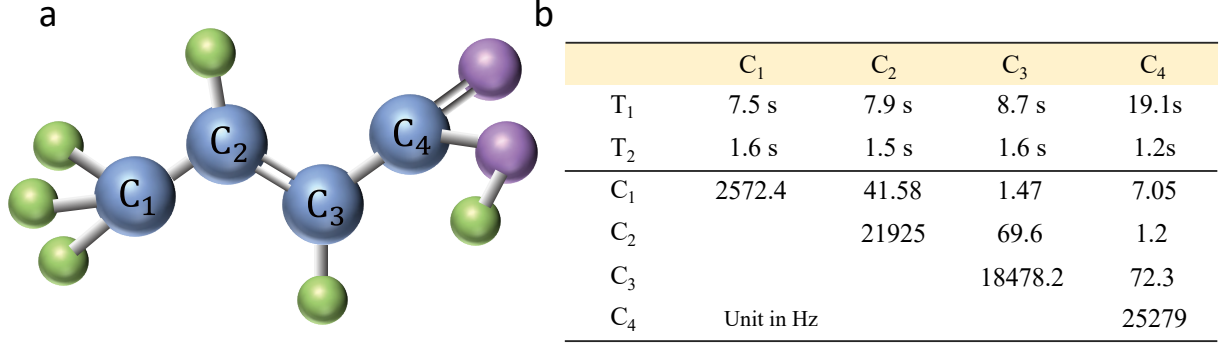 a
C₂
C₄
C₁
C₃
b
C₁ C₂ C₃ C₄
T₁ 7.5 s 7.9 s 8.7 s 19.1s
T₂ 1.6 s 1.5 s 1.6 s 1.2s
C₁ 2572.4 41.58 1.47 7.05
C₂ 21925 69.6 1.2
C₃ 18478.2 72.3
C₄ Unit in Hz 25279